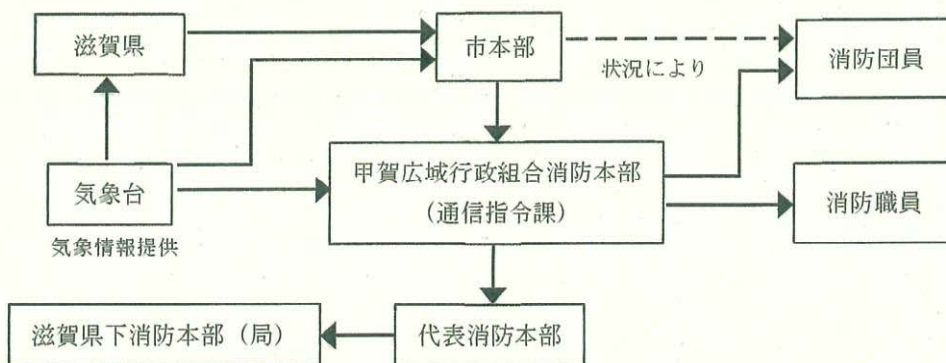 滋賀県
市本部
状況により
消防団員
気象台
気象情報提供
甲賀広域行政組合消防本部
（通信指令課）
消防職員
滋賀県下消防本部（局）
代表消防本部